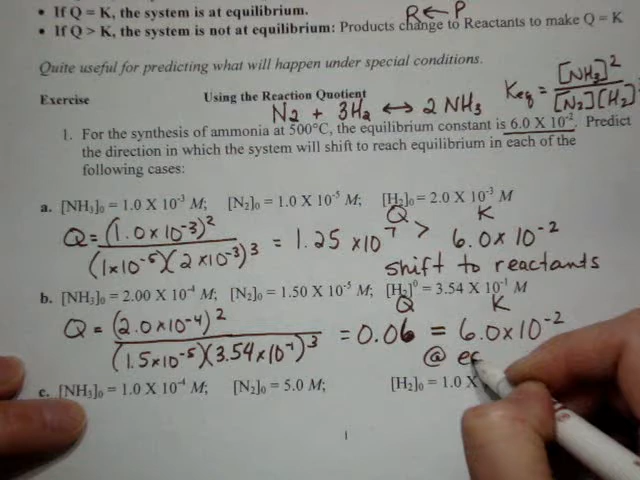 • If Q = K, the system is at equilibrium.
R ← P
• If Q > K, the system is not at equilibrium: Products change to Reactants to make Q = K
Quite useful for predicting what will happen under special conditions.
Exercise Using the Reaction Quotient
N2 + 3H2 ↔ 2 NH3 Keq = [NH3]² / [N2][H2]
1. For the synthesis of ammonia at 500°C, the equilibrium constant is 6.0 X 10⁻². Predict
the direction in which the system will shift to reach equilibrium in each of the
following cases:
a. [NH3]0 = 1.0 X 10⁻³ M; [N2]0 = 1.0 X 10⁻⁵ M; [H2]0 = 2.0 X 10⁻³ M
Q K
Q = (1.0x10⁻³)² / (1x10⁻⁵)(2x10⁻³)³ = 1.25 x10⁷ > 6.0x10⁻²
shift to reactants
b. [NH3]0 = 2.00 X 10⁻⁴ M; [N2]0 = 1.50 X 10⁻⁵ M; [H2]⁰ = 3.54 X 10⁻¹ M
Q K
Q = (2.0x10⁻⁴)² / (1.5x10⁻⁵)(3.54x10⁻¹)³ = 0.06 = 6.0x10⁻²
@ eq
c. [NH3]0 = 1.0 X 10⁻⁴ M; [N2]0 = 5.0 M; [H2]0 = 1.0 X
1